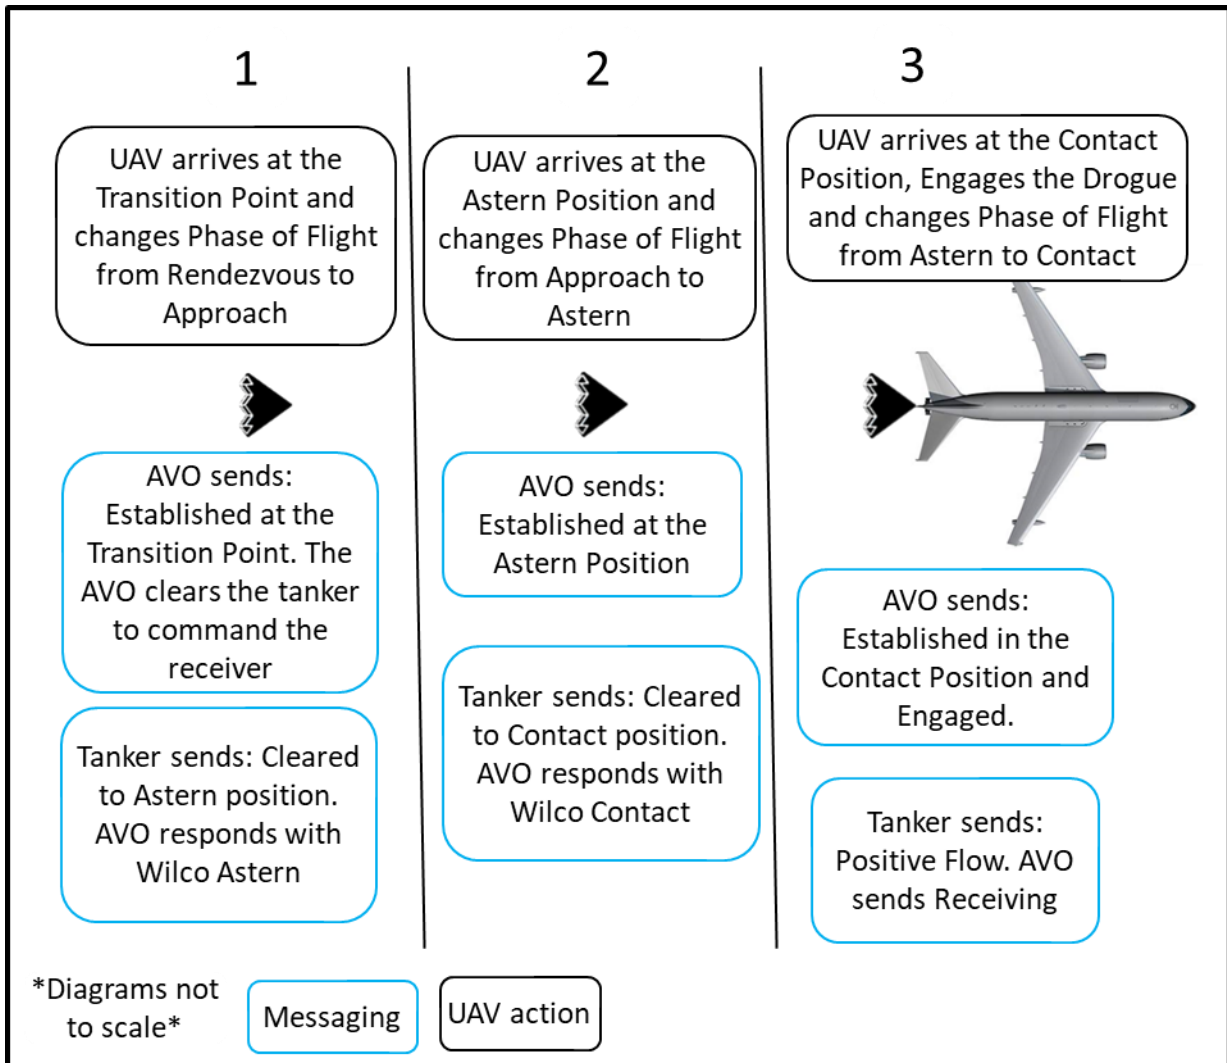 1
UAV arrives at the
Transition Point and
changes Phase of Flight
from Rendezvous to
Approach
AVO sends:
Established at the
Transition Point. The
AVO clears the tanker
to command the
receiver
Tanker sends: Cleared
to Astern position.
AVO responds with
Wilco Astern
2
UAV arrives at the
Astern Position and
changes Phase of Flight
from Approach to
Astern
AVO sends:
Established at the
Astern Position
Tanker sends: Cleared
to Contact position.
AVO responds with
Wilco Contact
3
UAV arrives at the Contact
Position, Engages the Drogue
and changes Phase of Flight
from Astern to Contact
AVO sends:
Established in the
Contact Position and
Engaged.
Tanker sends:
Positive Flow. AVO
sends Receiving
*Diagrams not
to scale*
Messaging
UAV action